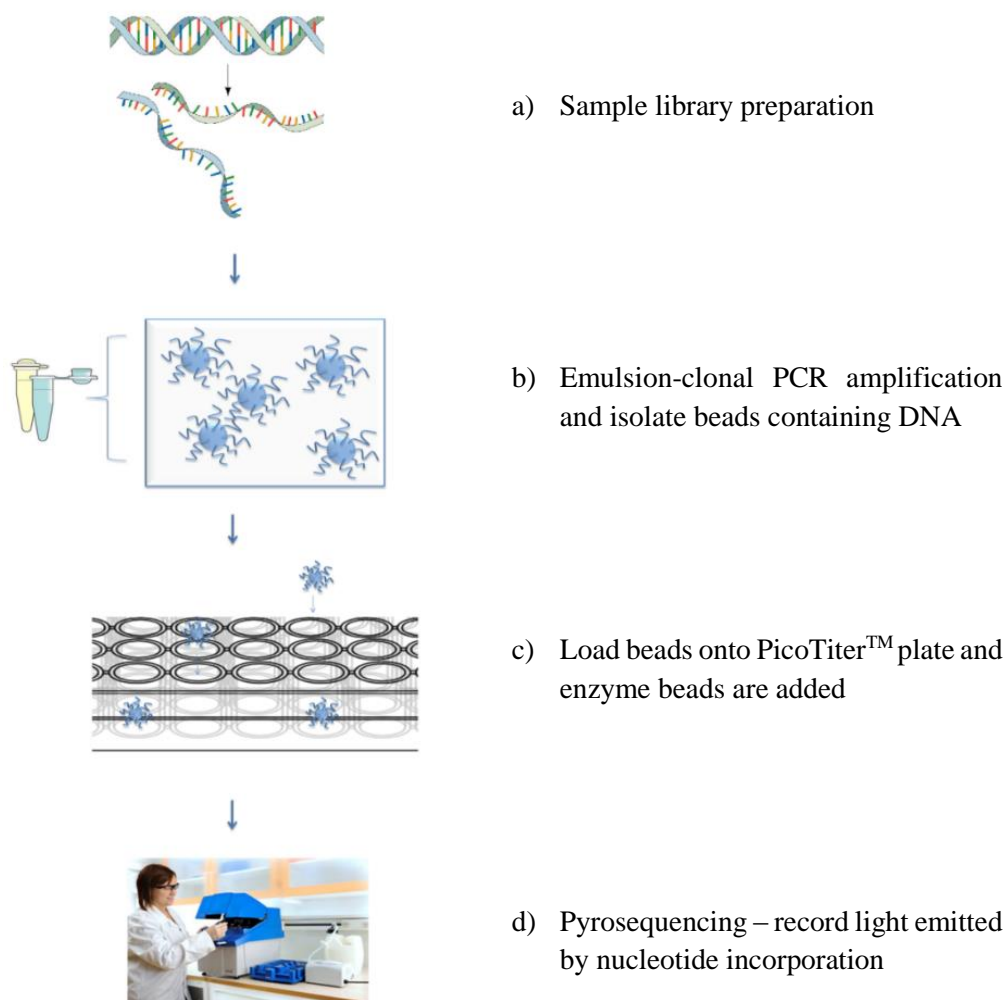 a) Sample library preparation
b) Emulsion-clonal PCR amplification
and isolate beads containing DNA
c) Load beads onto PicoTiter™ plate and
enzyme beads are added
d) Pyrosequencing – record light emitted
by nucleotide incorporation